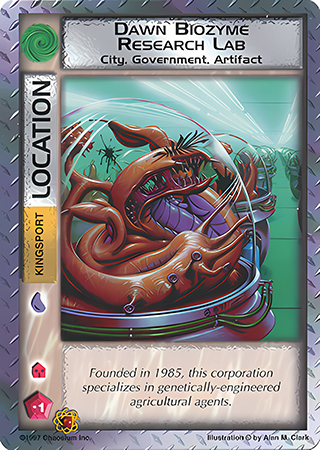 Dawn Biozyme
Research Lab
City, Government, Artifact
LOCATION
KINGSPORT
Founded in 1985, this corporation
specializes in genetically-engineered
agricultural agents.
-1
©1997 Chaosium Inc.
Illustration © by Alan M. Clark